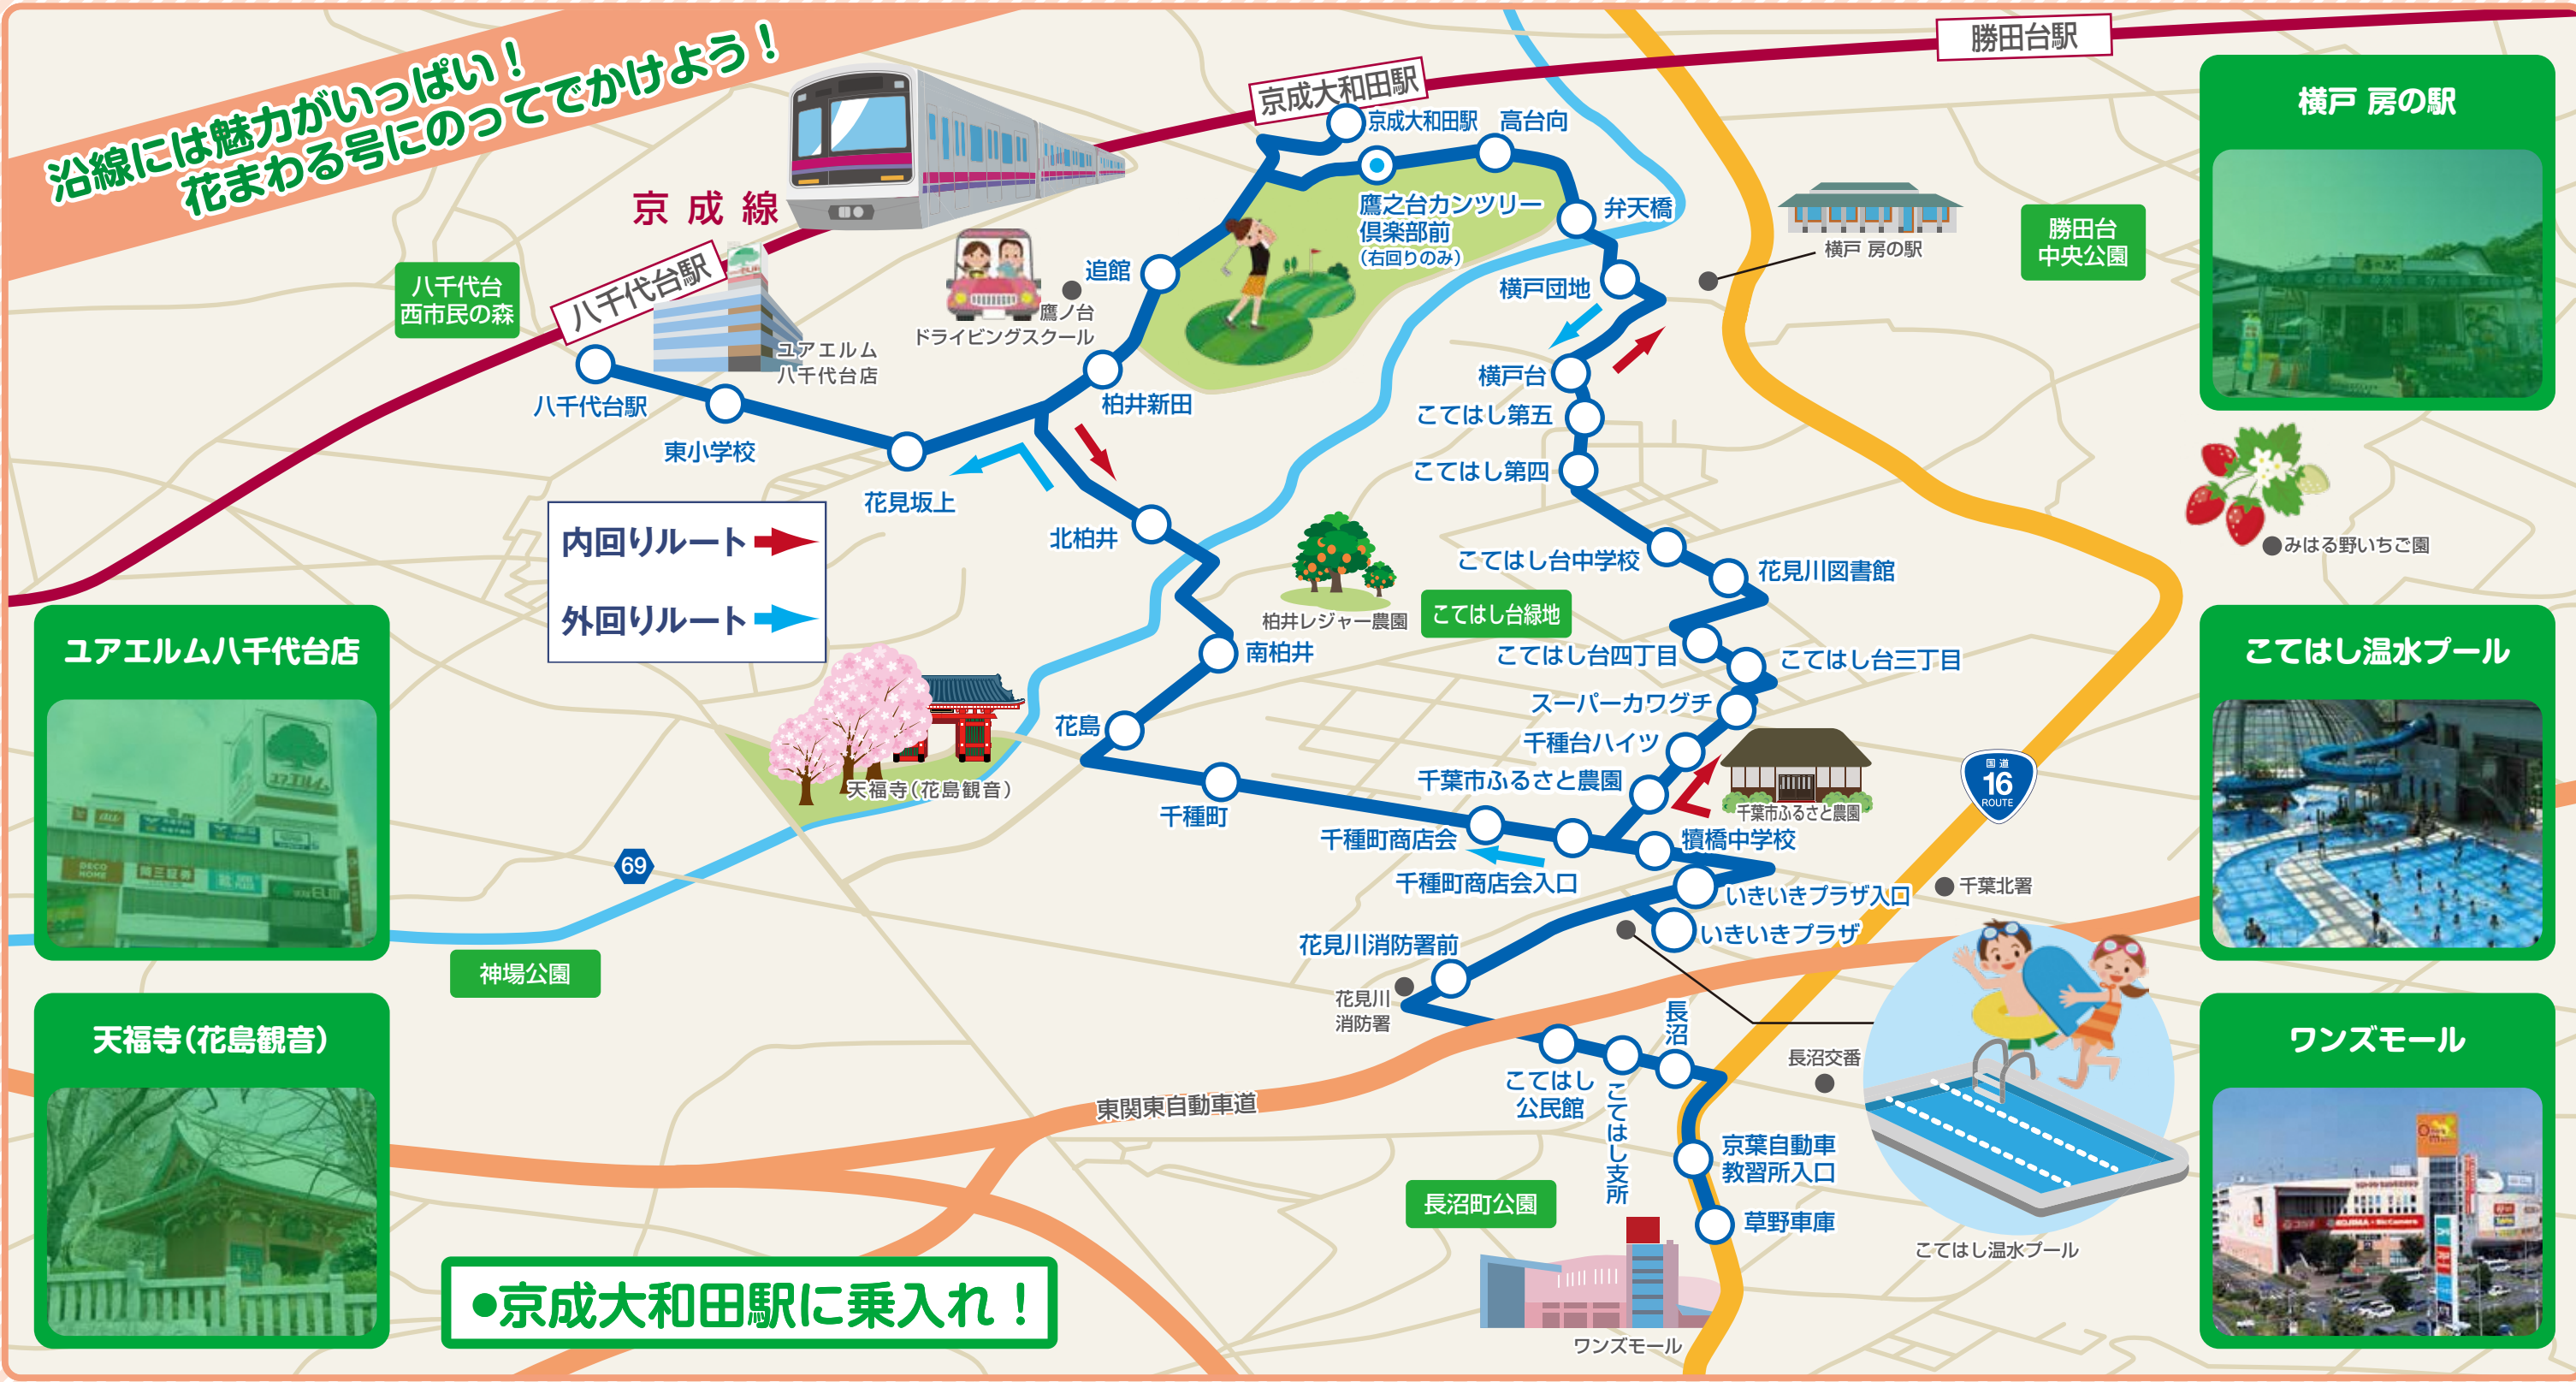 沿線には魅力がいっぱい！
花まわる号にのってでかけよう！
京成線
八千代台駅
京成大和田駅
勝田台駅
八千代台
西市民の森
ユアエルム
八千代台店
鷹ノ台
ドライビングスクール
京成大和田駅
高台向
鷹之台カンツリー
倶楽部前
（右回りのみ）
弁天橋
横戸団地
横戸 房の駅
勝田台
中央公園
横戸 房の駅
追館
柏井新田
八千代台駅
東小学校
花見坂上
横戸台
こてはし第五
こてはし第四
北柏井
内回りルート
外回りルート
こてはし台中学校
花見川図書館
みはる野いちご園
柏井レジャー農園
こてはし台緑地
南柏井
こてはし台四丁目
こてはし台三丁目
スーパーカワグチ
千種台ハイツ
千葉市ふるさと農園
千葉市ふるさと農園
花島
天福寺（花島観音）
千種町
千種町商店会
千種町商店会入口
犢橋中学校
いきいきプラザ入口
いきいきプラザ
国道
16
ROUTE
69
千葉北署
花見川消防署前
花見川
消防署
神場公園
長沼
長沼交番
こてはし
公民館
こてはし支所
東関東自動車道
京葉自動車
教習所入口
草野車庫
長沼町公園
ワンズモール
こてはし温水プール
ユアエルム八千代台店
ユアエルム
au
DECO
HOME
岡三証券
天福寺（花島観音）
こてはし温水プール
ワンズモール
コジマ
KOJIMA×BicCamera
●京成大和田駅に乗入れ！